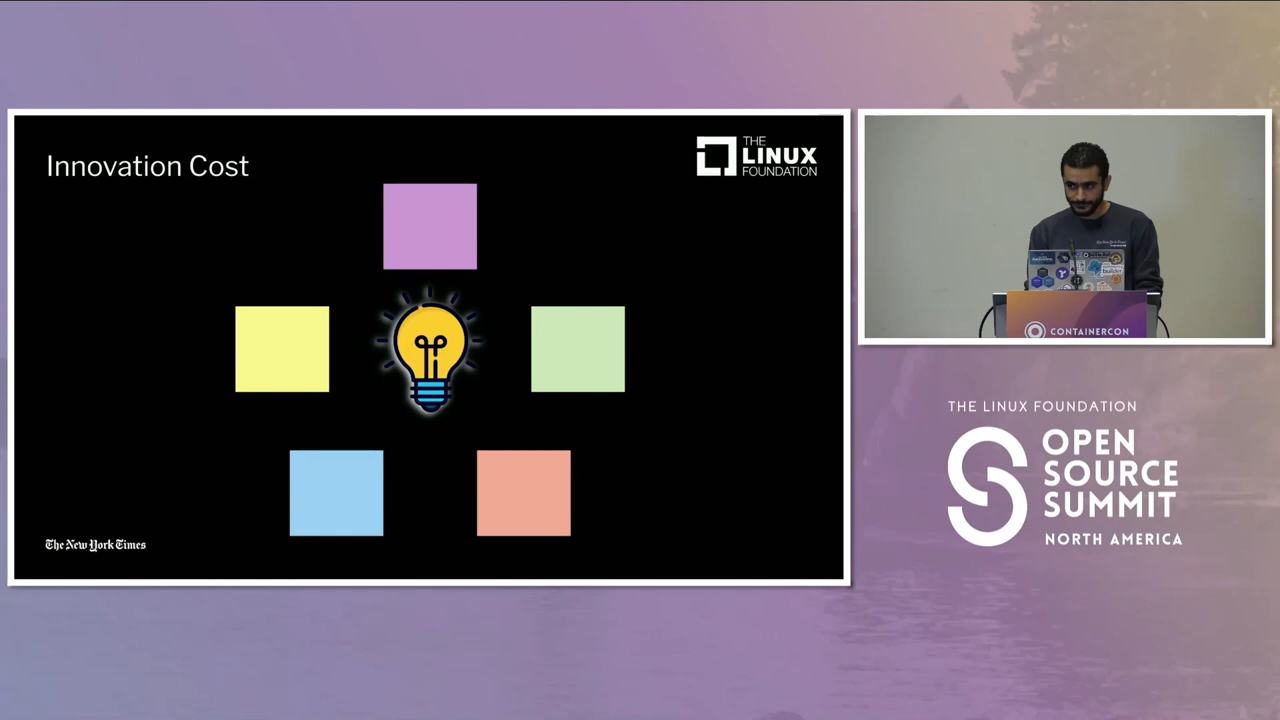 Innovation Cost
THE
LINUX
FOUNDATION
The New York Times
CONTAINERCON
THE LINUX FOUNDATION
OPEN
SOURCE
SUMMIT
NORTH AMERICA